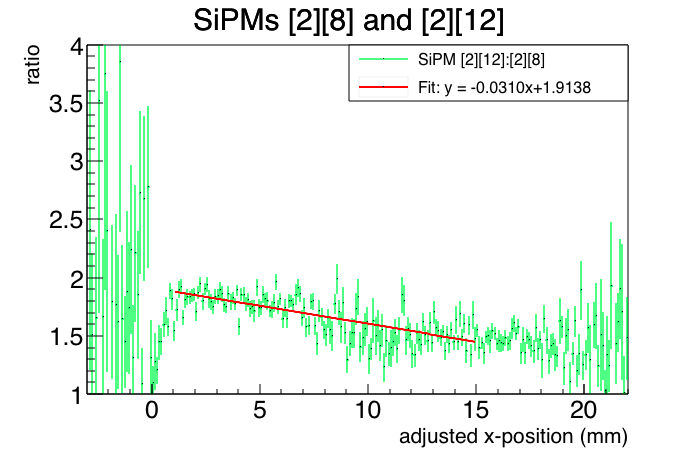 SiPMs [2][8] and [2][12]
ratio
4
3.5
3
2.5
2
1.5
1
SiPM [2][12]:[2][8]
Fit: y = -0.0310x+1.9138
0 5 10 15 20
adjusted x-position (mm)